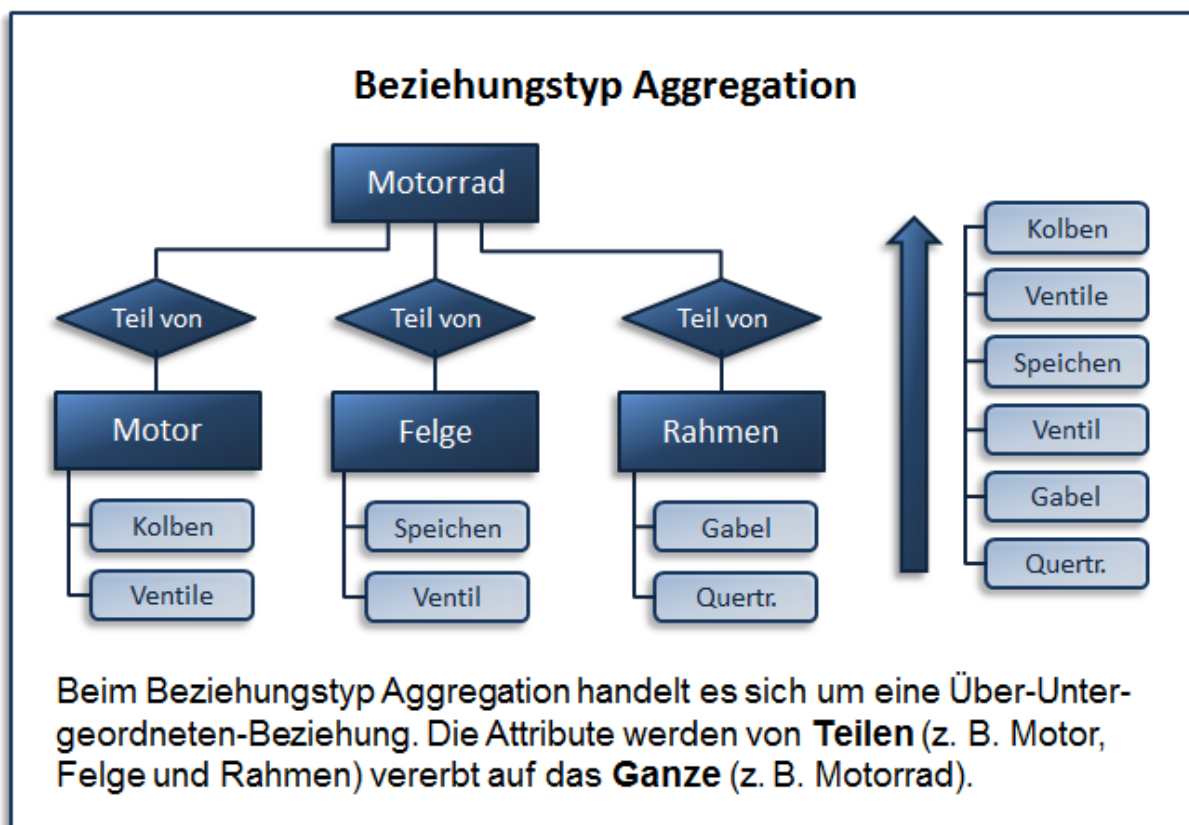 Beziehungstyp Aggregation
Motorrad
Teil von
Teil von
Teil von
Motor
Felge
Rahmen
Kolben
Ventile
Speichen
Ventil
Gabel
Quertr.
Kolben
Ventile
Speichen
Ventil
Gabel
Quertr.
Beim Beziehungstyp Aggregation handelt es sich um eine Über-Unter-
geordneten-Beziehung. Die Attribute werden von Teilen (z. B. Motor,
Felge und Rahmen) vererbt auf das Ganze (z. B. Motorrad).